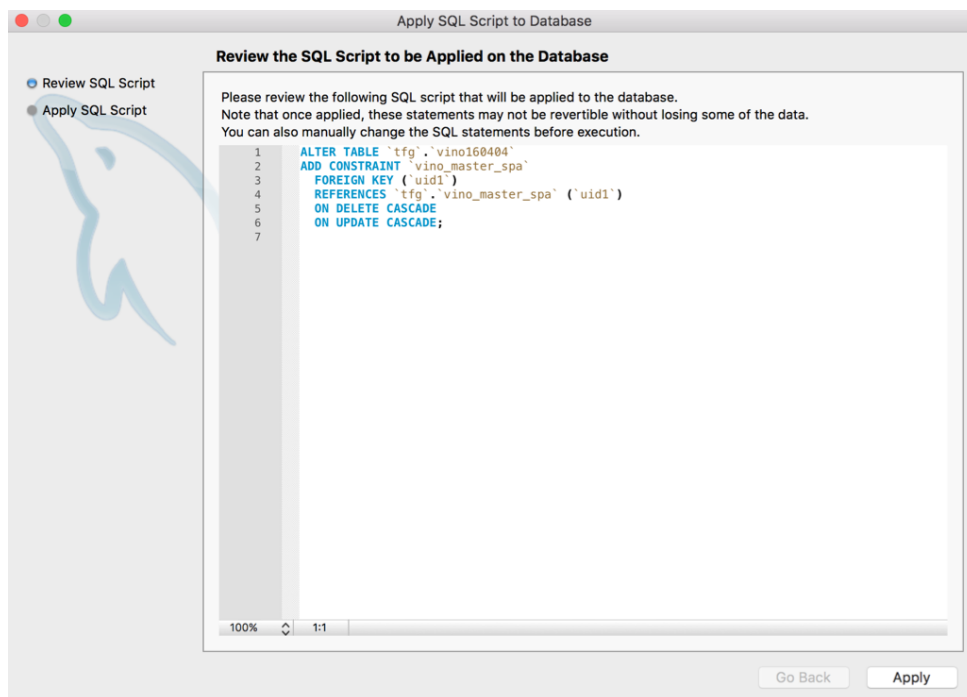 Apply SQL Script to Database
Review the SQL Script to be Applied on the Database
Review SQL Script
Apply SQL Script
Please review the following SQL script that will be applied to the database.
Note that once applied, these statements may not be revertible without losing some of the data.
You can also manually change the SQL statements before execution.
1 ALTER TABLE `tfg`.`vino160404`
2 ADD CONSTRAINT `vino_master_spa`
3 FOREIGN KEY (`uid1`)
4 REFERENCES `tfg`.`vino_master_spa` (`uid1`)
5 ON DELETE CASCADE
6 ON UPDATE CASCADE;
7
100% 1:1
Go Back Apply